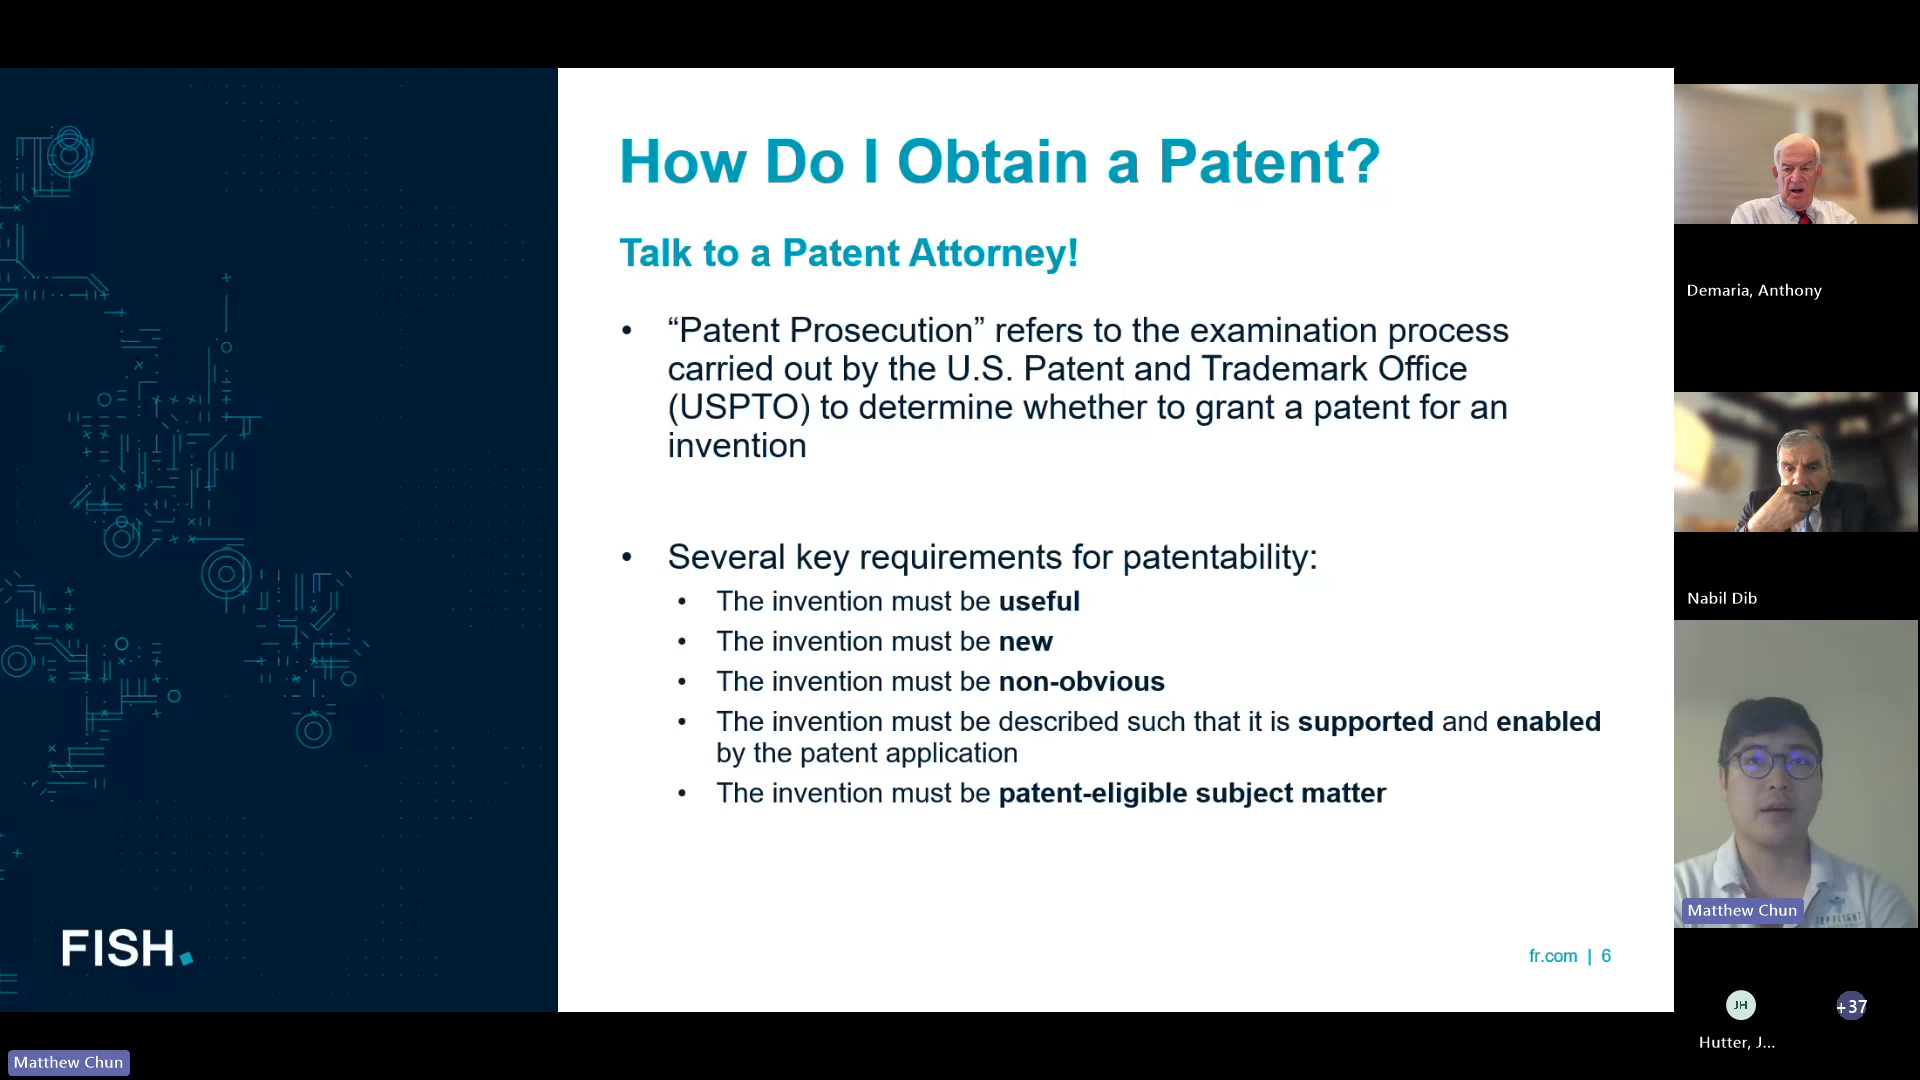 How Do I Obtain a Patent?
Talk to a Patent Attorney!
• “Patent Prosecution” refers to the examination process
carried out by the U.S. Patent and Trademark Office
(USPTO) to determine whether to grant a patent for an
invention
• Several key requirements for patentability:
• The invention must be useful
• The invention must be new
• The invention must be non-obvious
• The invention must be described such that it is supported and enabled
by the patent application
• The invention must be patent-eligible subject matter
FISH.
fr.com | 6
Matthew Chun
Demaria, Anthony
Nabil Dib
Matthew Chun
JH
+37
Hutter, J...